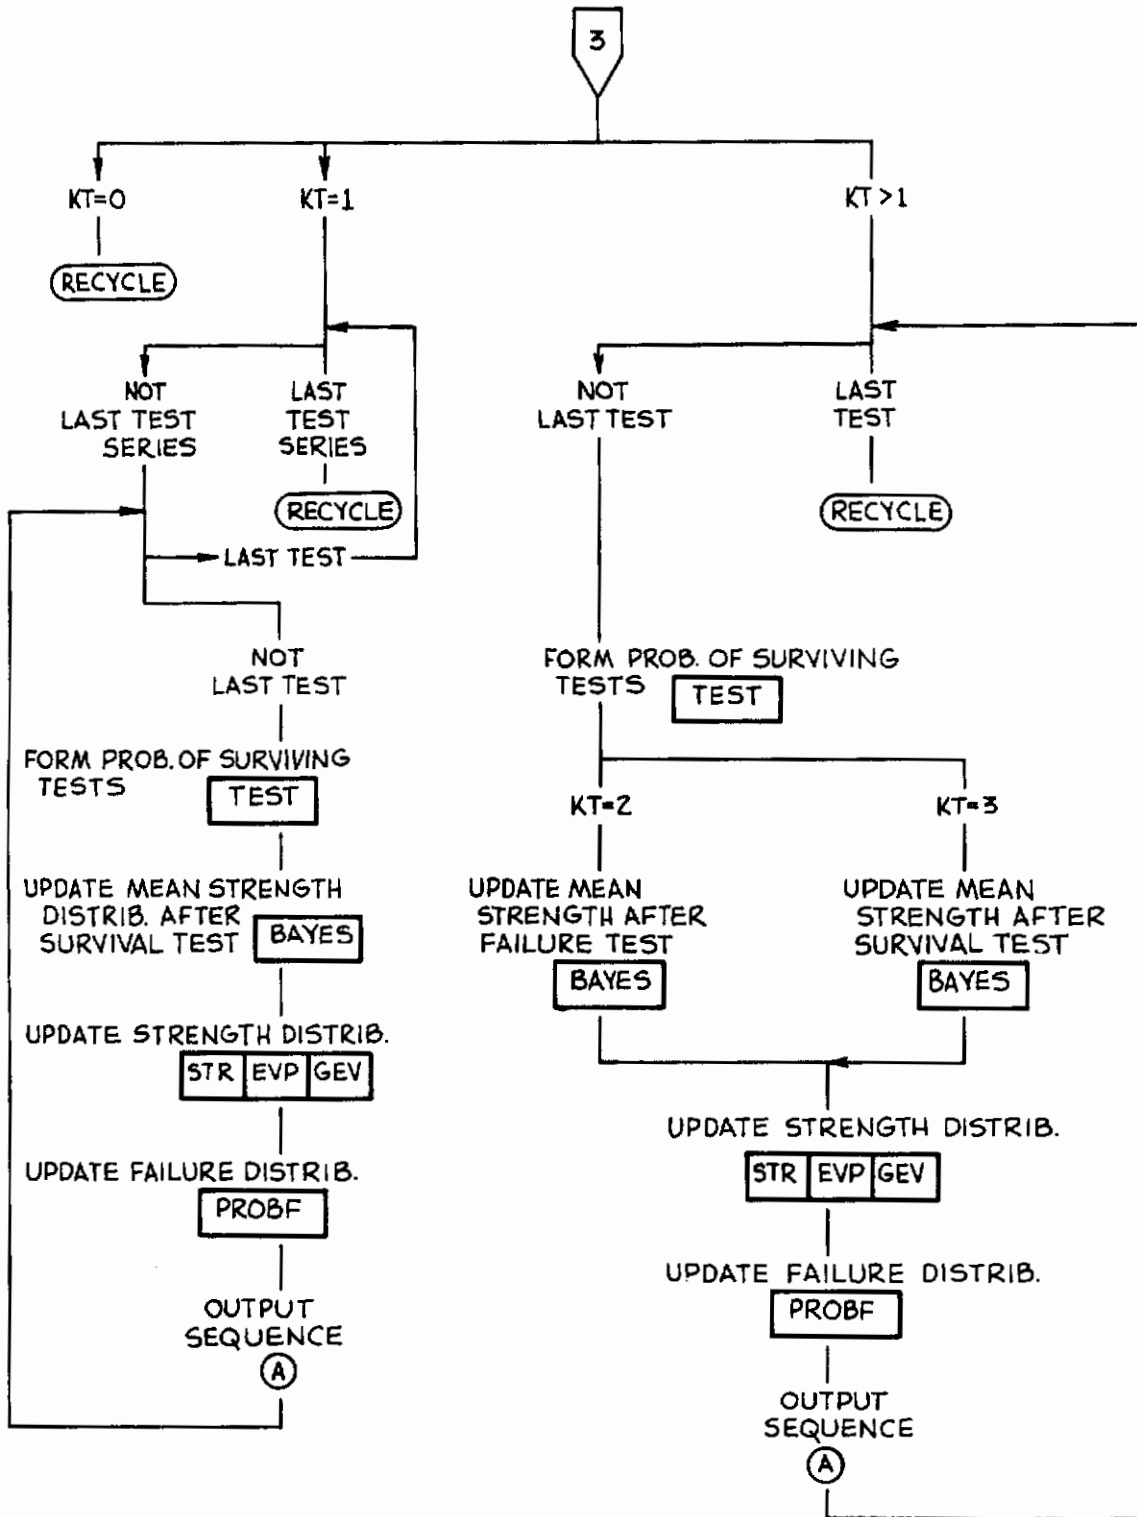 3
KT=0
KT=1
KT>1
RECYCLE
NOT
LAST TEST
SERIES
LAST
TEST
SERIES
RECYCLE
LAST TEST
NOT
LAST TEST
FORM PROB. OF SURVIVING
TESTS
TEST
UPDATE MEAN STRENGTH
DISTRIB. AFTER
SURVIVAL TEST
BAYES
UPDATE STRENGTH DISTRIB.
STR EVP GEV
UPDATE FAILURE DISTRIB.
PROBF
OUTPUT
SEQUENCE
A
NOT
LAST TEST
LAST
TEST
RECYCLE
FORM PROB. OF SURVIVING
TESTS
TEST
KT=2
KT=3
UPDATE MEAN
STRENGTH AFTER
FAILURE TEST
BAYES
UPDATE MEAN
STRENGTH AFTER
SURVIVAL TEST
BAYES
UPDATE STRENGTH DISTRIB.
STR EVP GEV
UPDATE FAILURE DISTRIB.
PROBF
OUTPUT
SEQUENCE
A